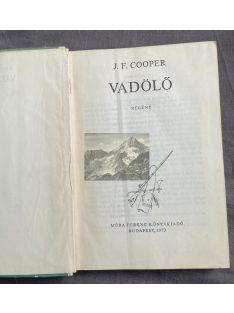 J. F. COOPER
VADÖLŐ
REGÉNY
MÓRA FERENC KÖNYVKIADÓ
BUDAPEST, 1973